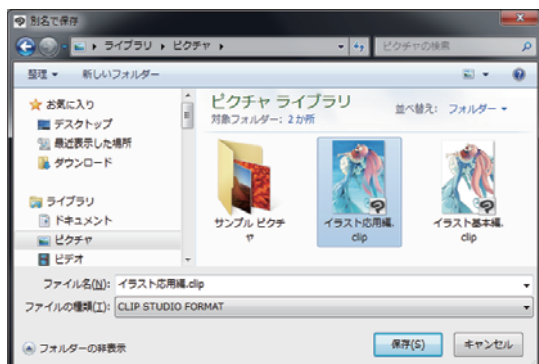 別名で保存
ライブラリ ピクチャ
ピクチャの検索
整理 新しいフォルダー
お気に入り
デスクトップ
最近表示した場所
ダウンロード
ライブラリ
ドキュメント
ピクチャ
ビデオ
ピクチャ ライブラリ
対象フォルダー: 2 か所
並べ替え: フォルダー
サンプル ピクチ
ャ
イラスト応用編.
clip
イラスト基本編.
clip
ファイル名(N): イラスト応用編.clip
ファイルの種類(T): CLIP STUDIO FORMAT
フォルダーの非表示
保存(S)
キャンセル